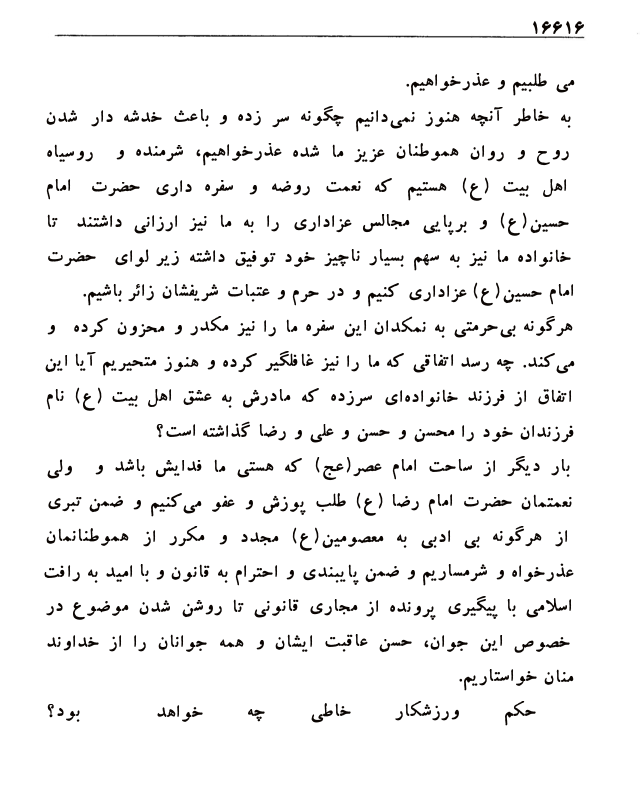 ۱۶۶۱۶
می طلبیم و عذرخواهیم.
به خاطر آنچه هنوز نمی‌دانیم چگونه سر زده و باعث خدشه دار شدن
روح و روان هموطنان عزیز ما شده عذرخواهیم، شرمنده و روسیاه
اهل بیت (ع) هستیم که نعمت روضه و سفره داری حضرت امام
حسین(ع) و برپایی مجالس عزاداری را به ما نیز ارزانی داشتند تا
خانواده ما نیز به سهم بسیار ناچیز خود توفیق داشته زیر لوای حضرت
امام حسین(ع) عزاداری کنیم و در حرم و عتبات شریفشان زائر باشیم.
هرگونه بی‌حرمتی به نمکدان این سفره ما را نیز مکدر و محزون کرده و
می‌کند. چه رسد اتفاقی که ما را نیز غافلگیر کرده و هنوز متحیریم آیا این
اتفاق از فرزند خانواده‌ای سرزده که مادرش به عشق اهل بیت (ع) نام
فرزندان خود را محسن و حسن و علی و رضا گذاشته است؟
بار دیگر از ساحت امام عصر(عج) که هستی ما فدایش باشد و ولی
نعمتمان حضرت امام رضا (ع) طلب پوزش و عفو می‌کنیم و ضمن تبری
از هرگونه بی ادبی به معصومین(ع) مجدد و مکرر از هموطنانمان
عذرخواه و شرمساریم و ضمن پایبندی و احترام به قانون و با امید به رافت
اسلامی با پیگیری پرونده از مجاری قانونی تا روشن شدن موضوع در
خصوص این جوان، حسن عاقبت ایشان و همه جوانان را از خداوند
منان خواستاریم.
حکم ورزشکار خاطی چه خواهد بود؟